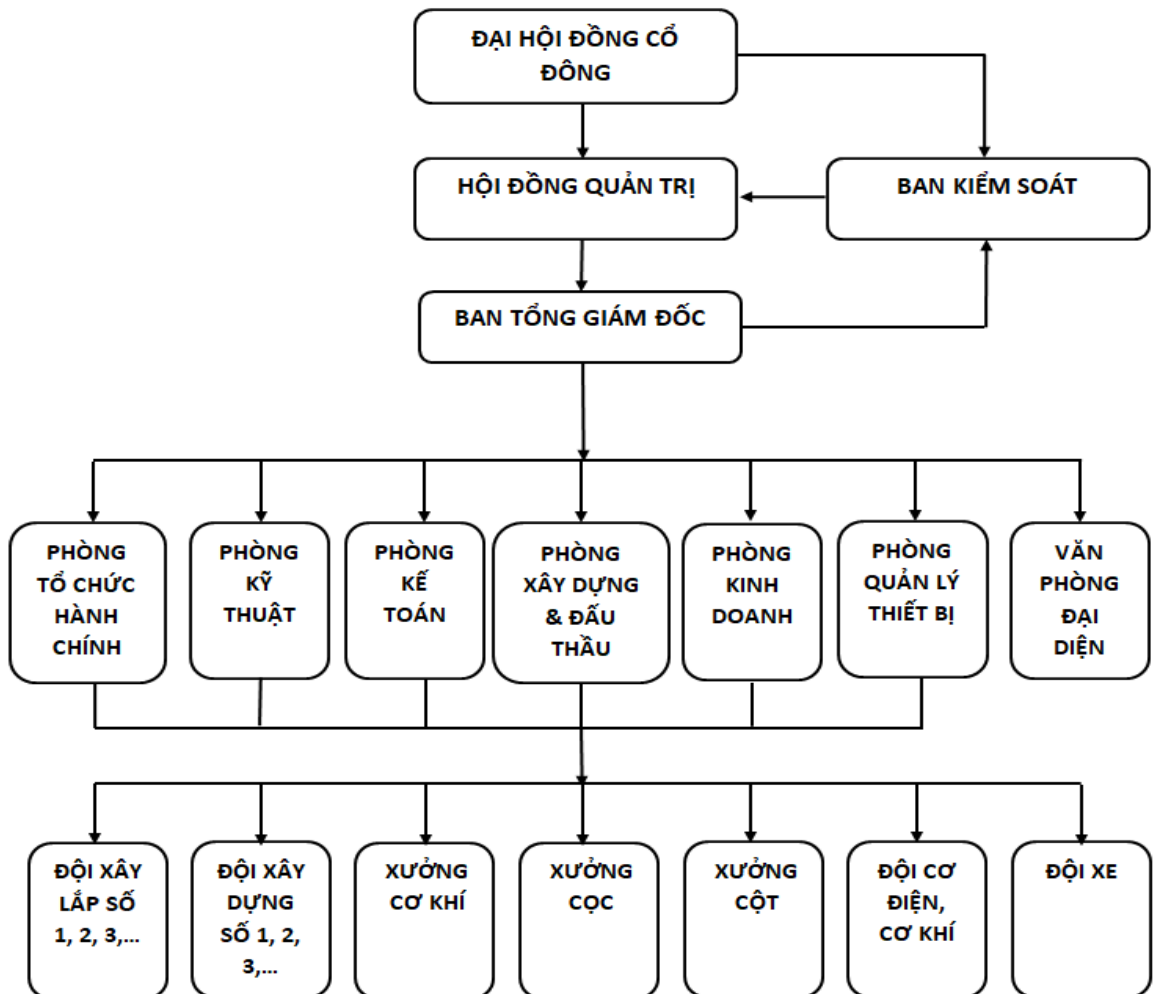 ĐẠI HỘI ĐỒNG CỔ
ĐÔNG
HỘI ĐỒNG QUẢN TRỊ
BAN KIỂM SOÁT
BAN TỔNG GIÁM ĐỐC
PHÒNG
TỔ CHỨC
HÀNH
CHÍNH
PHÒNG
KỸ
THUẬT
PHÒNG
KẾ
TOÁN
PHÒNG
XÂY DỰNG
& ĐẤU
THẦU
PHÒNG
KINH
DOANH
PHÒNG
QUẢN LÝ
THIẾT BỊ
VĂN
PHÒNG
ĐẠI
DIỆN
ĐỘI XÂY
LẮP SỐ
1, 2, 3,...
ĐỘI XÂY
DỰNG
SỐ 1, 2,
3,...
XƯỞNG
CƠ KHÍ
XƯỞNG
CỌC
XƯỞNG
CỘT
ĐỘI CƠ
ĐIỆN,
CƠ KHÍ
ĐỘI XE